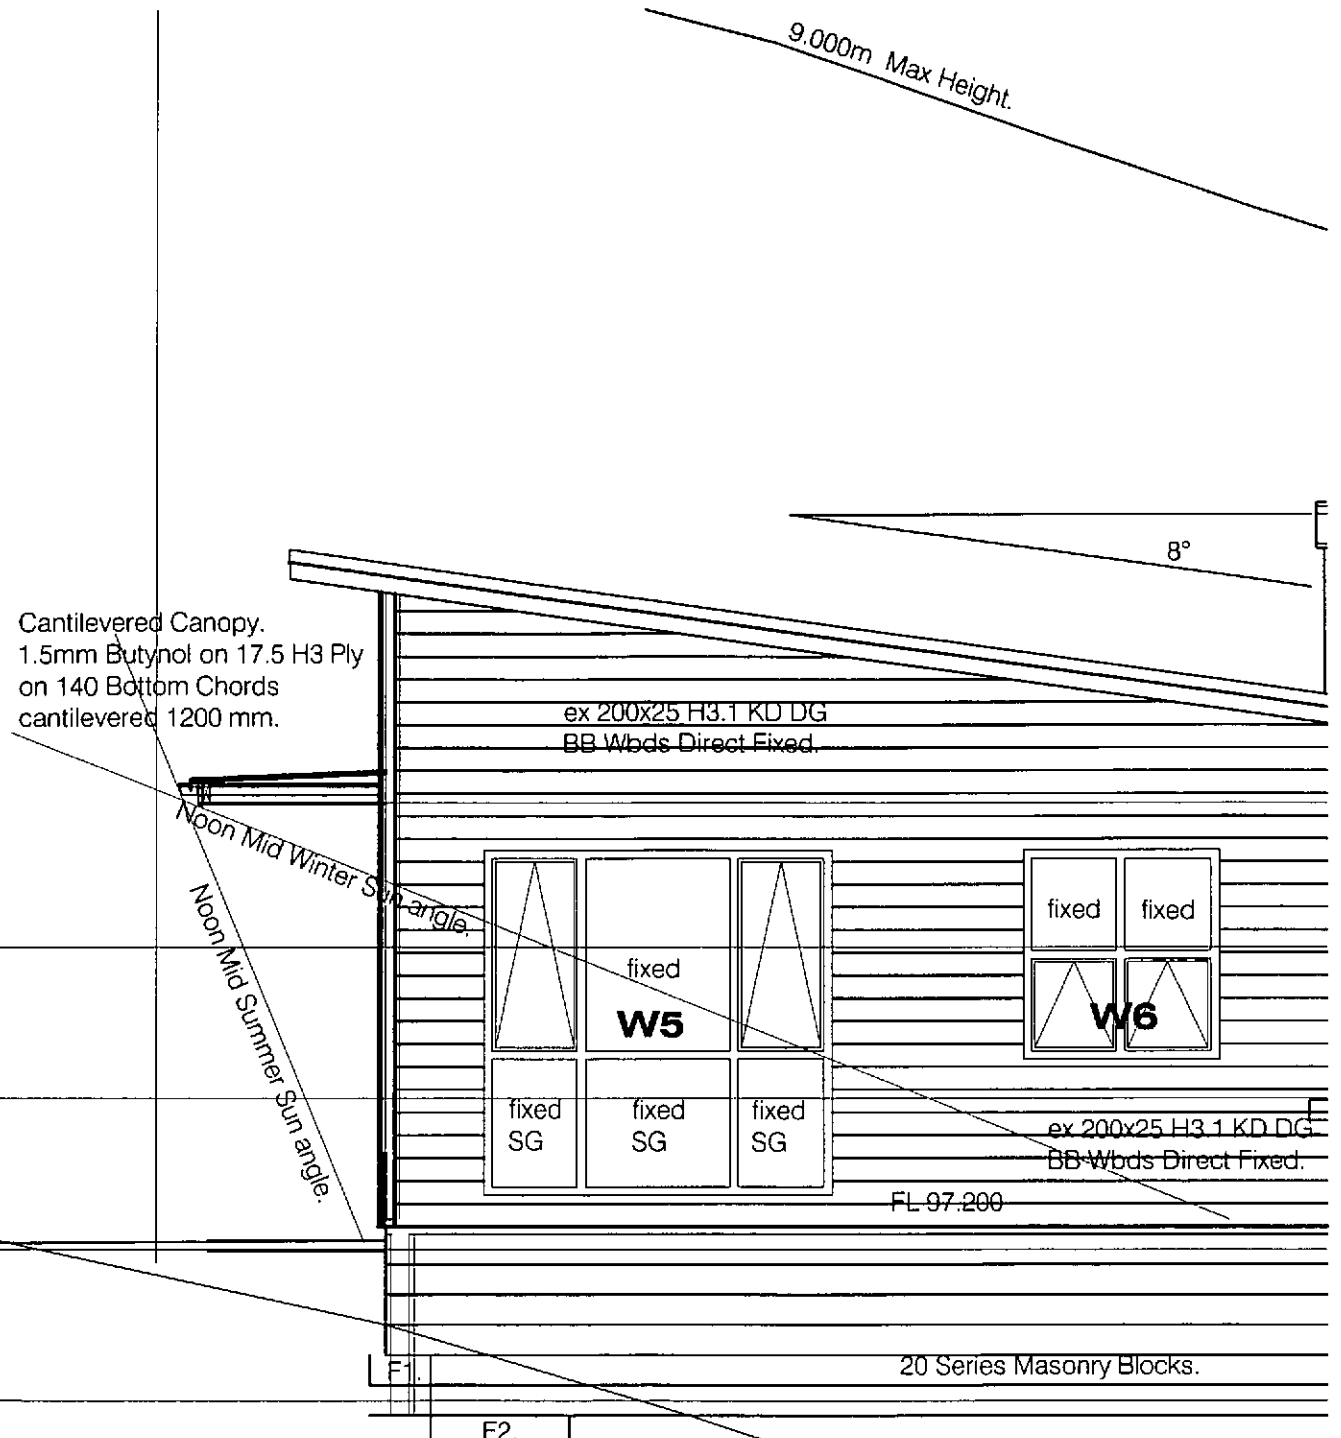 9.000m Max Height.
8°
Cantilevered Canopy.
1.5mm Butynol on 17.5 H3 Ply
on 140 Bottom Chords
cantilevered 1200 mm.
ex 200x25 H3.1 KD DG
BB Wbds Direct Fixed.
Noon Mid Winter Sun angle.
Noon Mid Summer Sun angle.
fixed
W5
fixed
SG
fixed
SG
fixed
SG
fixed
fixed
W6
ex 200x25 H3.1 KD DG
BB Wbds Direct Fixed.
FL 97.200
F1.
20 Series Masonry Blocks.
F2.